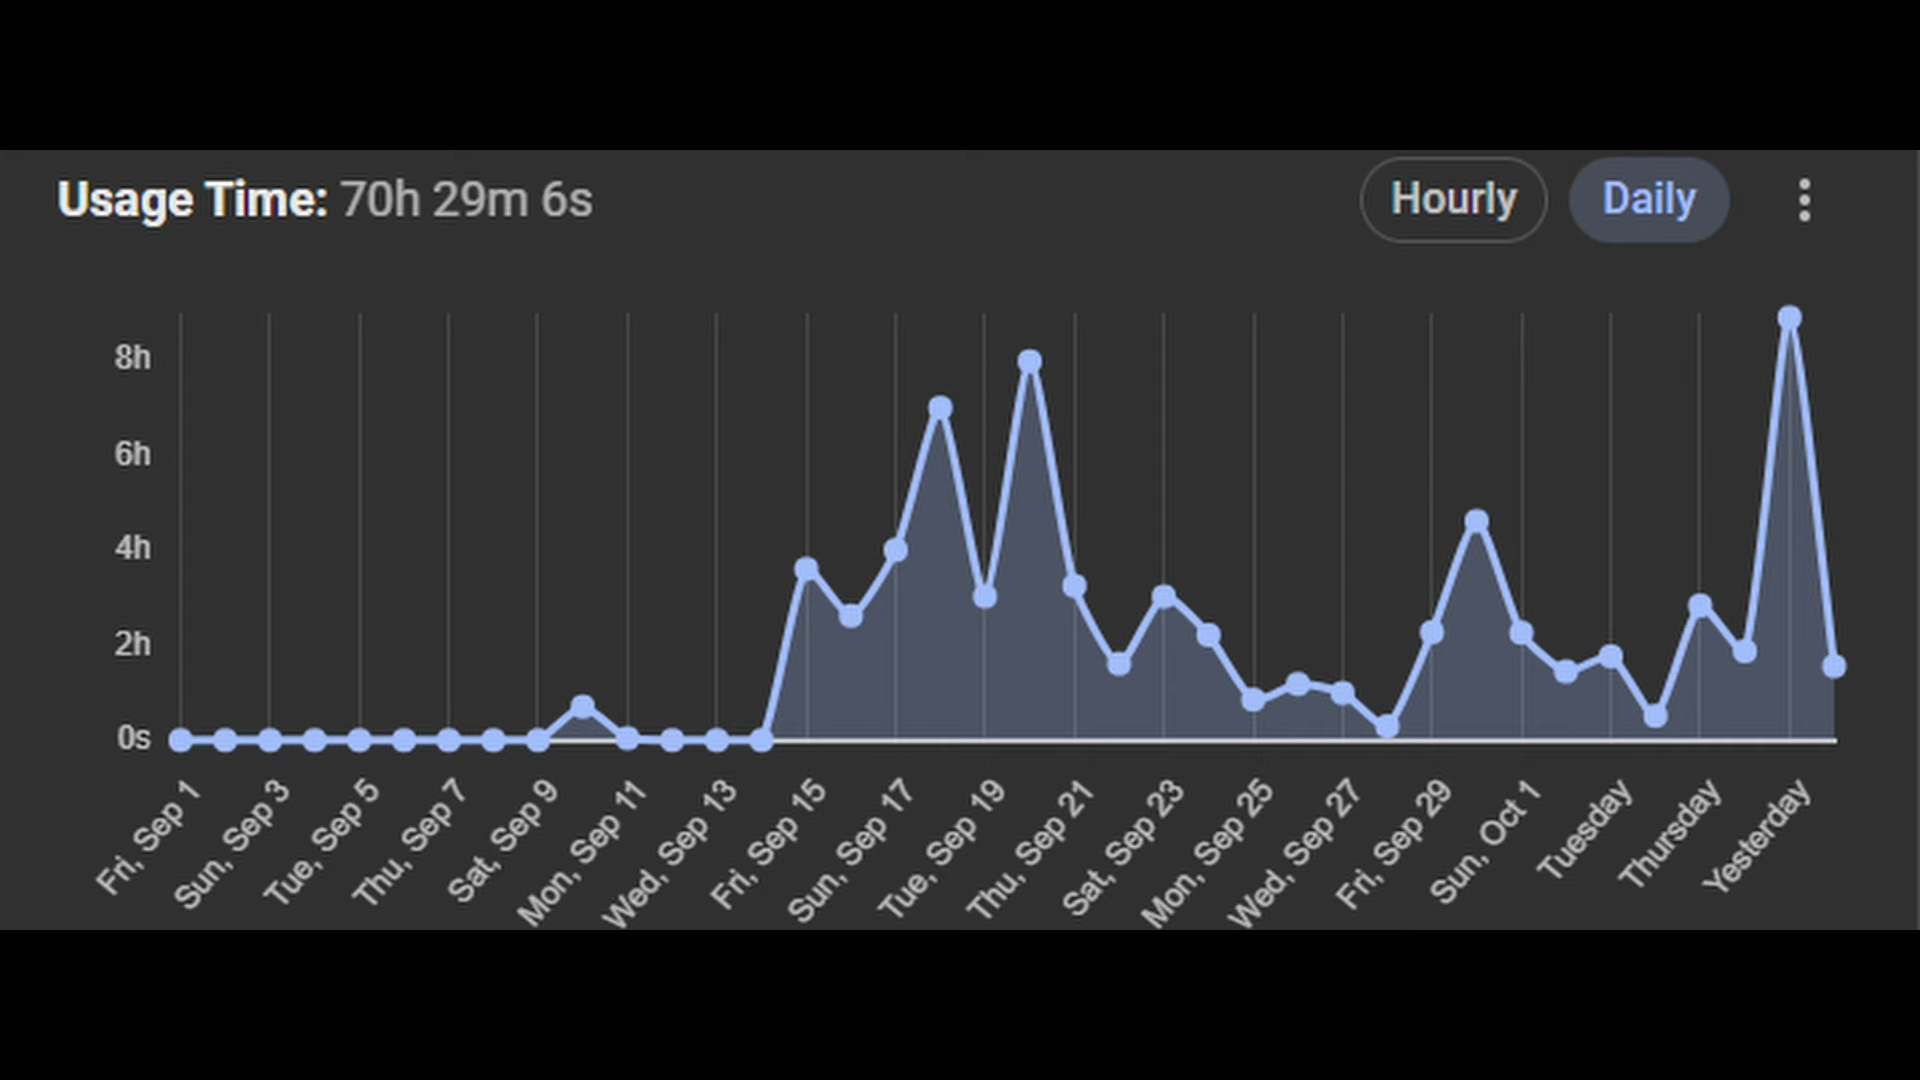 Usage Time: 70h 29m 6s
Hourly
Daily
8h
6h
4h
2h
0s
Fri, Sep 1
Sun, Sep 3
Tue, Sep 5
Thu, Sep 7
Sat, Sep 9
Mon, Sep 11
Wed, Sep 13
Fri, Sep 15
Sun, Sep 17
Tue, Sep 19
Thu, Sep 21
Sat, Sep 23
Mon, Sep 25
Wed, Sep 27
Fri, Sep 29
Sun, Oct 1
Tuesday
Thursday
Yesterday